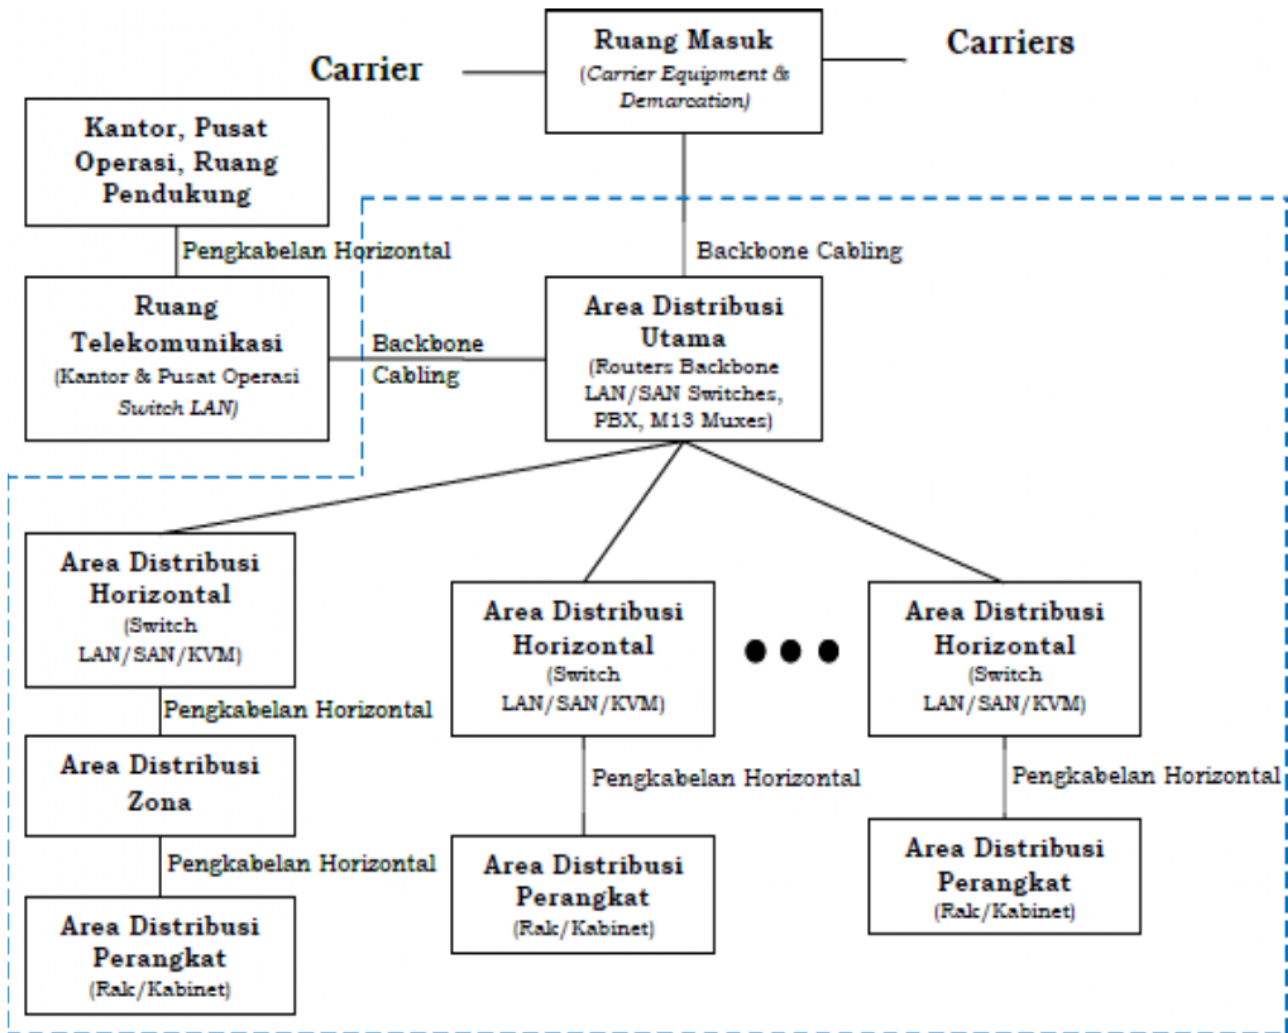 Carrier
Ruang Masuk
(Carrier Equipment &
Demarcation)
Carriers
Kantor, Pusat
Operasi, Ruang
Pendukung
Pengkabelan Horizontal
Backbone Cabling
Ruang
Telekomunikasi
(Kantor & Pusat Operasi
Switch LAN)
Backbone
Cabling
Area Distribusi
Utama
(Routers Backbone
LAN/SAN Switches,
PBX, M13 Muxes)
Area Distribusi
Horizontal
(Switch
LAN/SAN/KVM)
Pengkabelan Horizontal
Area Distribusi
Zona
Pengkabelan Horizontal
Area Distribusi
Perangkat
(Rak/Kabinet)
Area Distribusi
Horizontal
(Switch
LAN/SAN/KVM)
Pengkabelan Horizontal
Area Distribusi
Perangkat
(Rak/Kabinet)
Area Distribusi
Horizontal
(Switch
LAN/SAN/KVM)
Pengkabelan Horizontal
Area Distribusi
Perangkat
(Rak/Kabinet)